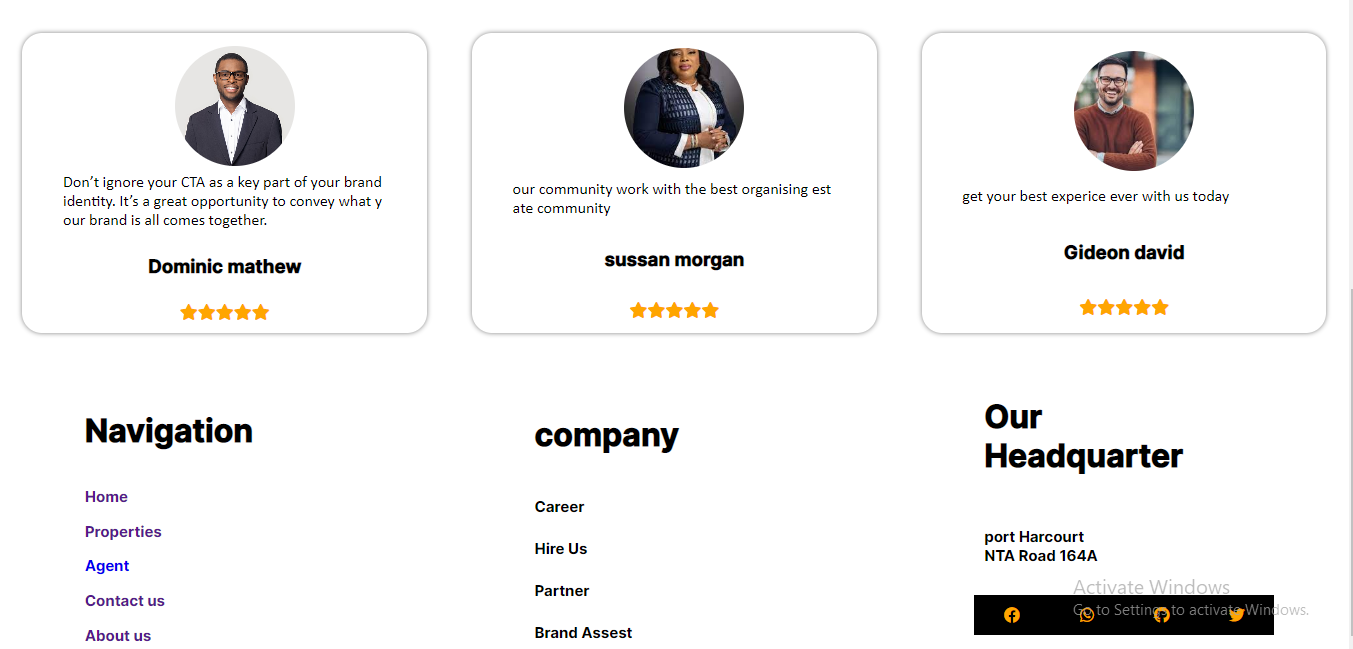 Don’t ignore your CTA as a key part of your brand
identity. It’s a great opportunity to convey what y
our brand is all comes together.
Dominic mathew
our community work with the best organising est
ate community
sussan morgan
get your best experice ever with us today
Gideon david
Navigation
Home
Properties
Agent
Contact us
About us
company
Career
Hire Us
Partner
Brand Assest
Our
Headquarter
port Harcourt
NTA Road 164A
Activate Windows
Go to Settings to activate Windows.